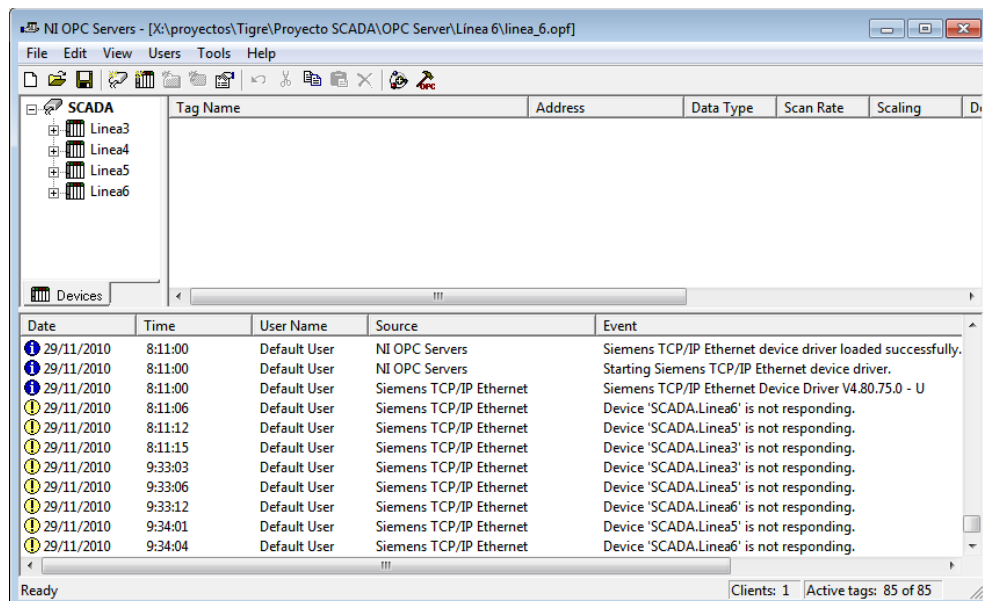 NI OPC Servers - [X:\proyectos\Tigre\Proyecto SCADA\OPC Server\Línea 6\linea_6.opf]
File Edit View Users Tools Help
SCADA
Linea3
Linea4
Linea5
Linea6
Devices
Tag Name Address Data Type Scan Rate Scaling
Date Time User Name Source Event
29/11/2010 8:11:00 Default User NI OPC Servers Siemens TCP/IP Ethernet device driver loaded successfully.
29/11/2010 8:11:00 Default User NI OPC Servers Starting Siemens TCP/IP Ethernet device driver.
29/11/2010 8:11:00 Default User Siemens TCP/IP Ethernet Siemens TCP/IP Ethernet Device Driver V4.80.75.0 - U
29/11/2010 8:11:06 Default User Siemens TCP/IP Ethernet Device 'SCADA.Linea6' is not responding.
29/11/2010 8:11:12 Default User Siemens TCP/IP Ethernet Device 'SCADA.Linea5' is not responding.
29/11/2010 8:11:15 Default User Siemens TCP/IP Ethernet Device 'SCADA.Linea3' is not responding.
29/11/2010 9:33:03 Default User Siemens TCP/IP Ethernet Device 'SCADA.Linea3' is not responding.
29/11/2010 9:33:06 Default User Siemens TCP/IP Ethernet Device 'SCADA.Linea5' is not responding.
29/11/2010 9:33:12 Default User Siemens TCP/IP Ethernet Device 'SCADA.Linea6' is not responding.
29/11/2010 9:34:01 Default User Siemens TCP/IP Ethernet Device 'SCADA.Linea5' is not responding.
29/11/2010 9:34:04 Default User Siemens TCP/IP Ethernet Device 'SCADA.Linea6' is not responding.
Ready Clients: 1 Active tags: 85 of 85